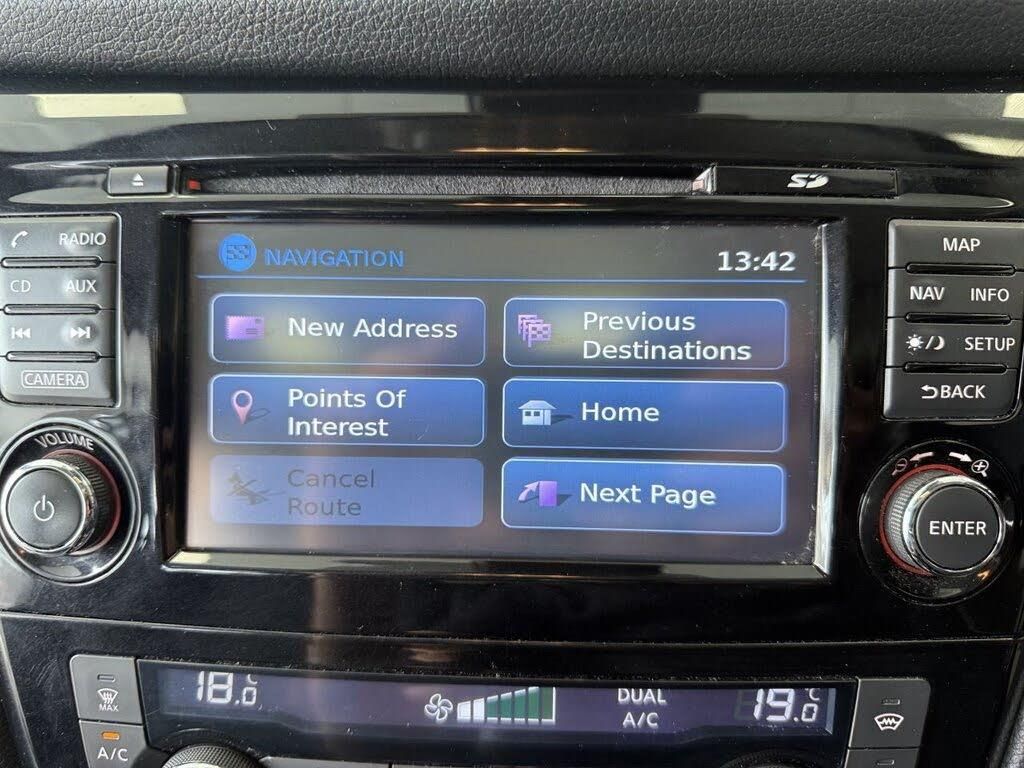 SD
RADIO
CD AUX
CAMERA
VOLUME
NAVIGATION 13:42
New Address
Previous
Destinations
Points Of
Interest
Home
Cancel
Route
Next Page
MAP
NAV INFO
SETUP
BACK
ENTER
MAX
A/C
18.0 °C
DUAL
A/C
19.0 °C